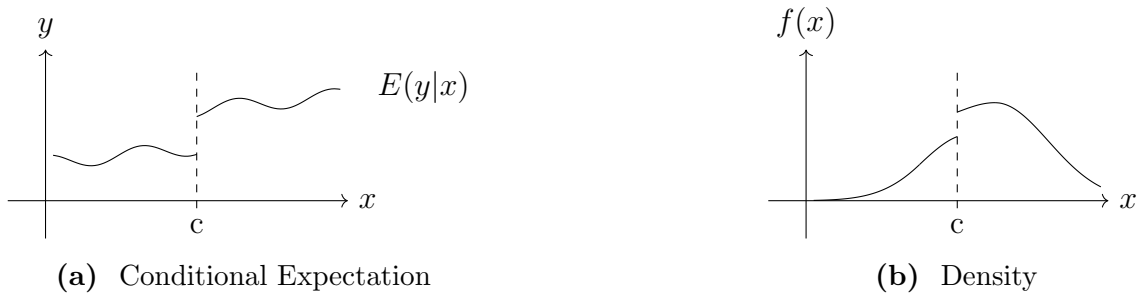 y
E(y|x)
x
c
(a) Conditional Expectation
f(x)
x
c
(b) Density